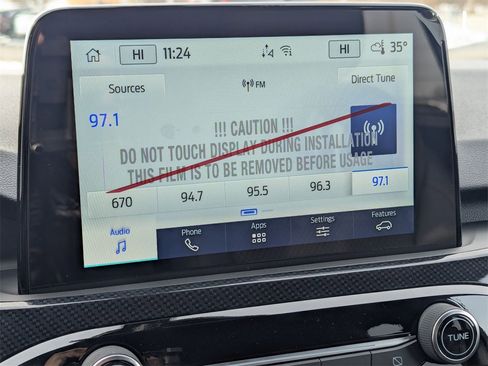 HI 11:24 HI 35°
Sources FM Direct Tune
97.1
!!! CAUTION !!!
DO NOT TOUCH DISPLAY DURING INSTALLATION
THIS FILM IS TO BE REMOVED BEFORE USAGE
670 94.7 95.5 96.3 97.1
Audio Phone Apps Settings Features
TUNE